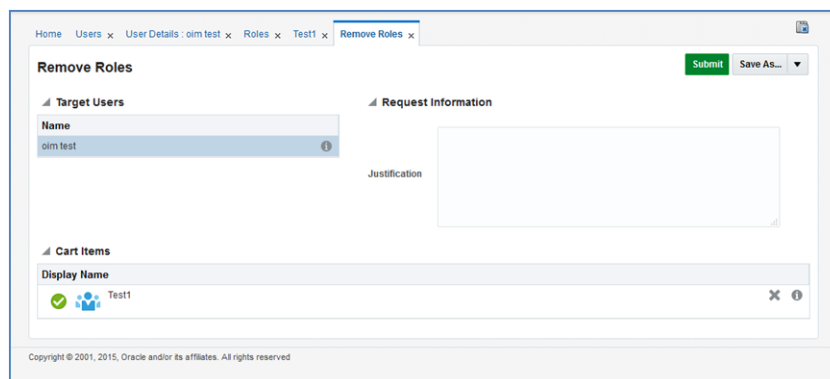 Home Users x User Details : oim test x Roles x Test1 x Remove Roles x
Remove Roles
Submit Save As...
Target Users
Request Information
Name
oim test
Justification
Cart Items
Display Name
Test1
Copyright © 2001, 2015, Oracle and/or its affiliates. All rights reserved